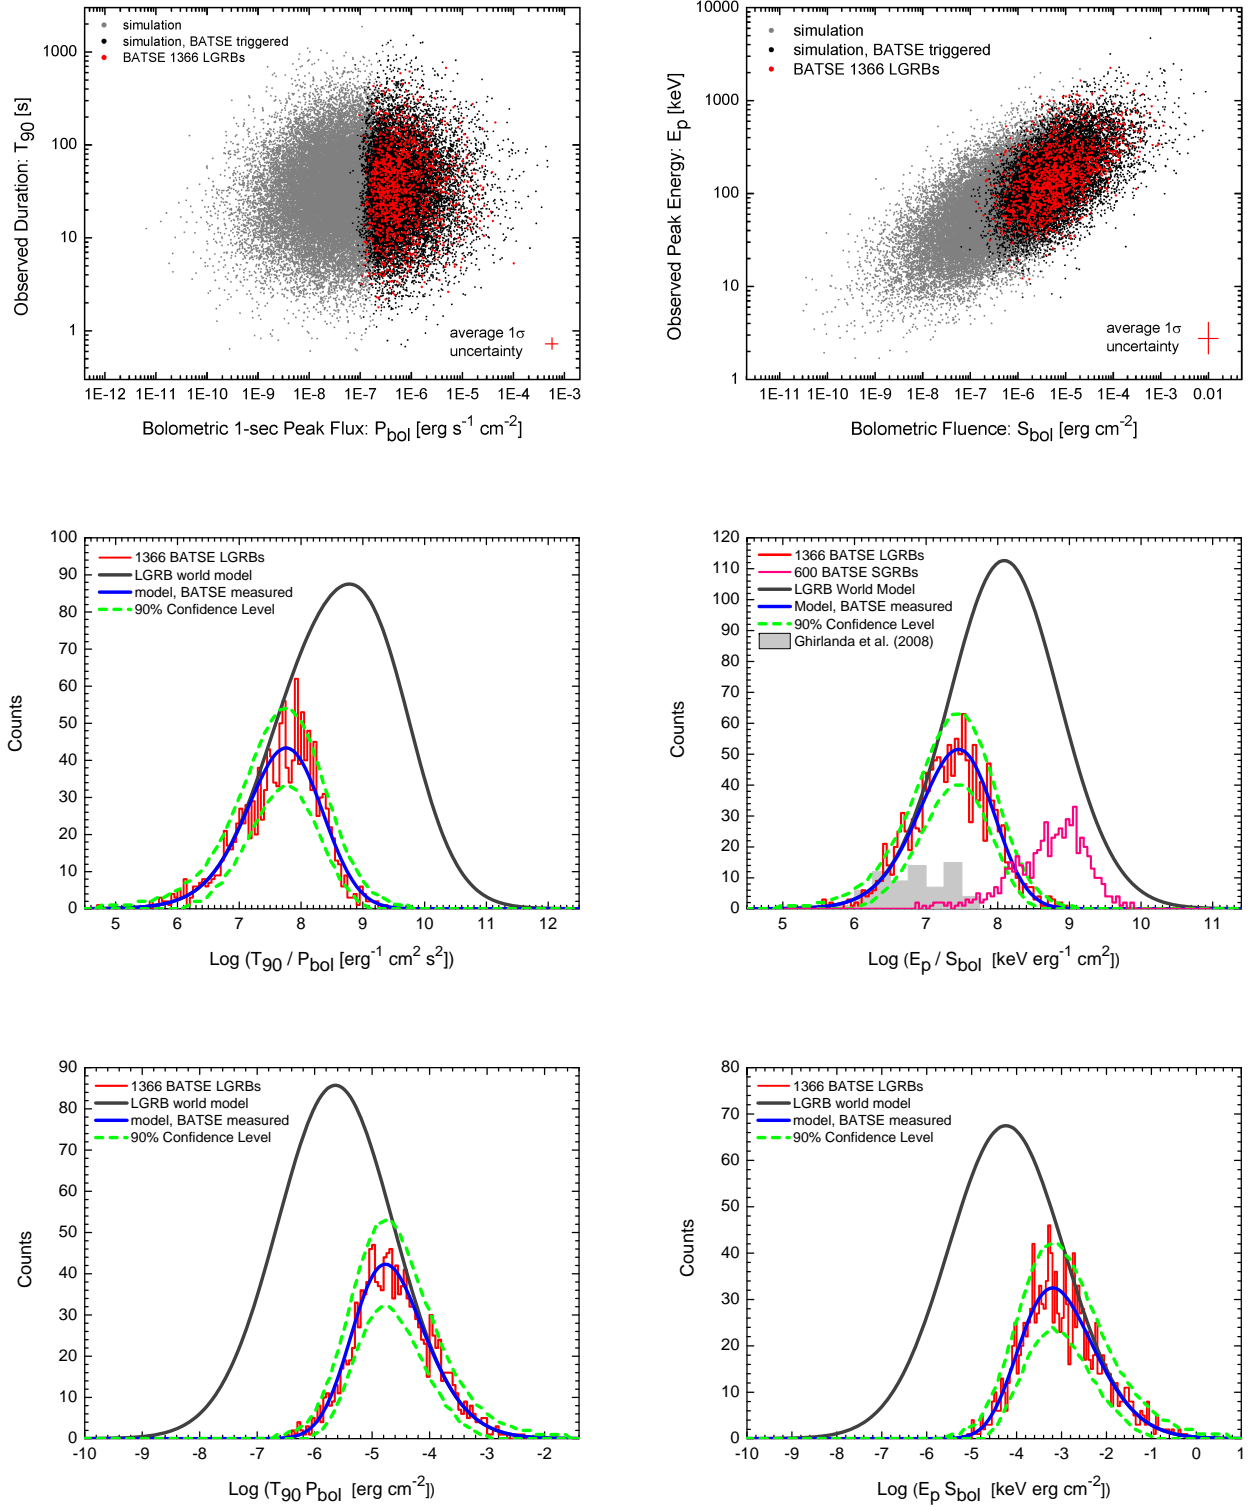 simulation
simulation, BATSE triggered
BATSE 1366 LGRBs
1000
100
10
1
Observed Duration: T90 [s]
average 1σ
uncertainty
1E-12 1E-11 1E-10 1E-9 1E-8 1E-7 1E-6 1E-5 1E-4 1E-3
Bolometric 1-sec Peak Flux: Pbol [erg s-1 cm-2]
simulation
simulation, BATSE triggered
BATSE 1366 LGRBs
10000
1000
100
10
1
Observed Peak Energy: Ep [keV]
average 1σ
uncertainty
1E-11 1E-10 1E-9 1E-8 1E-7 1E-6 1E-5 1E-4 1E-3 0.01
Bolometric Fluence: Sbol [erg cm-2]
1366 BATSE LGRBs
LGRB world model
model, BATSE measured
90% Confidence Level
100
90
80
70
60
50
40
30
20
10
0
Counts
5 6 7 8 9 10 11 12
Log (T90 / Pbol [erg-1 cm2 s2])
1366 BATSE LGRBs
600 BATSE SGRBs
LGRB World Model
Model, BATSE measured
90% Confidence Level
Ghirlanda et al. (2008)
120
110
100
90
80
70
60
50
40
30
20
10
0
Counts
5 6 7 8 9 10 11
Log (Ep / Sbol [keV erg-1 cm2])
1366 BATSE LGRBs
LGRB world model
model, BATSE measured
90% Confidence Level
90
80
70
60
50
40
30
20
10
0
Counts
-10 -9 -8 -7 -6 -5 -4 -3 -2
Log (T90 Pbol [erg cm-2])
1366 BATSE LGRBs
LGRB world model
model, BATSE measured
90% Confidence Level
80
70
60
50
40
30
20
10
0
Counts
-10 -9 -8 -7 -6 -5 -4 -3 -2 -1 0 1
Log (Ep Sbol [keV erg cm-2])